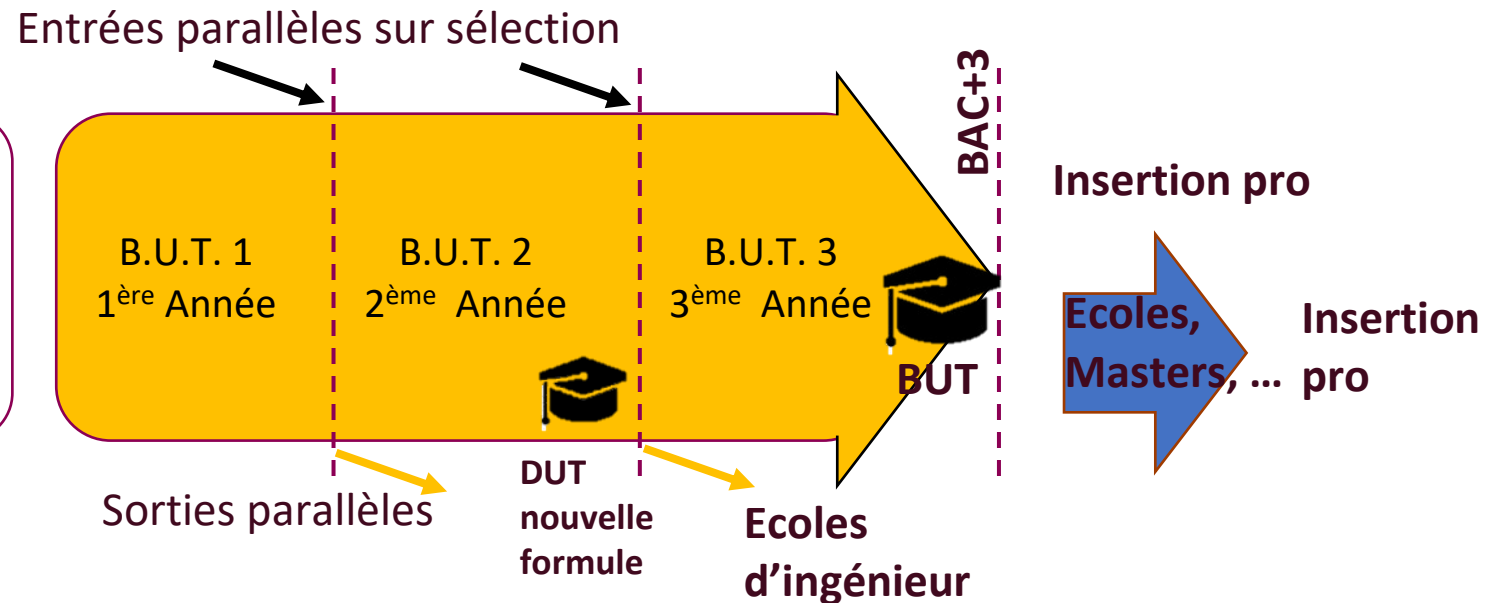 Entrées parallèles sur sélection
BAC+3
B.U.T. 1
1ère Année
B.U.T. 2
2ème Année
B.U.T. 3
3ème Année
BUT
Insertion pro
Ecoles,
Masters, …
Insertion
pro
Sorties parallèles
DUT
nouvelle
formule
Ecoles
d’ingénieur